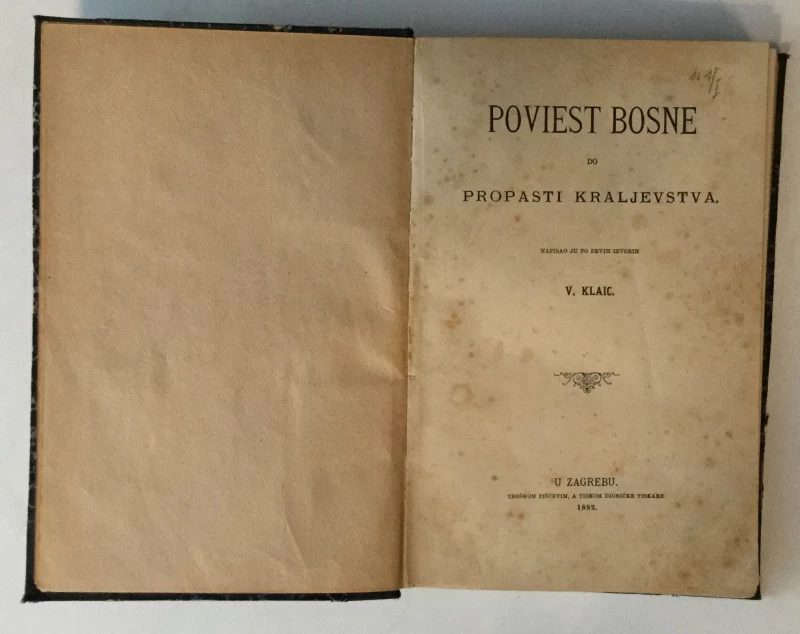 POVIEST BOSNE
DO
PROPASTI KRALJEVSTVA.
NAPISAO JU PO PRVIH IZVORIH
V. KLAIĆ.
U ZAGREBU.
TROŠKOM PIŠČEVIM, A TISKOM DIONIČKE TISKARE.
1882.